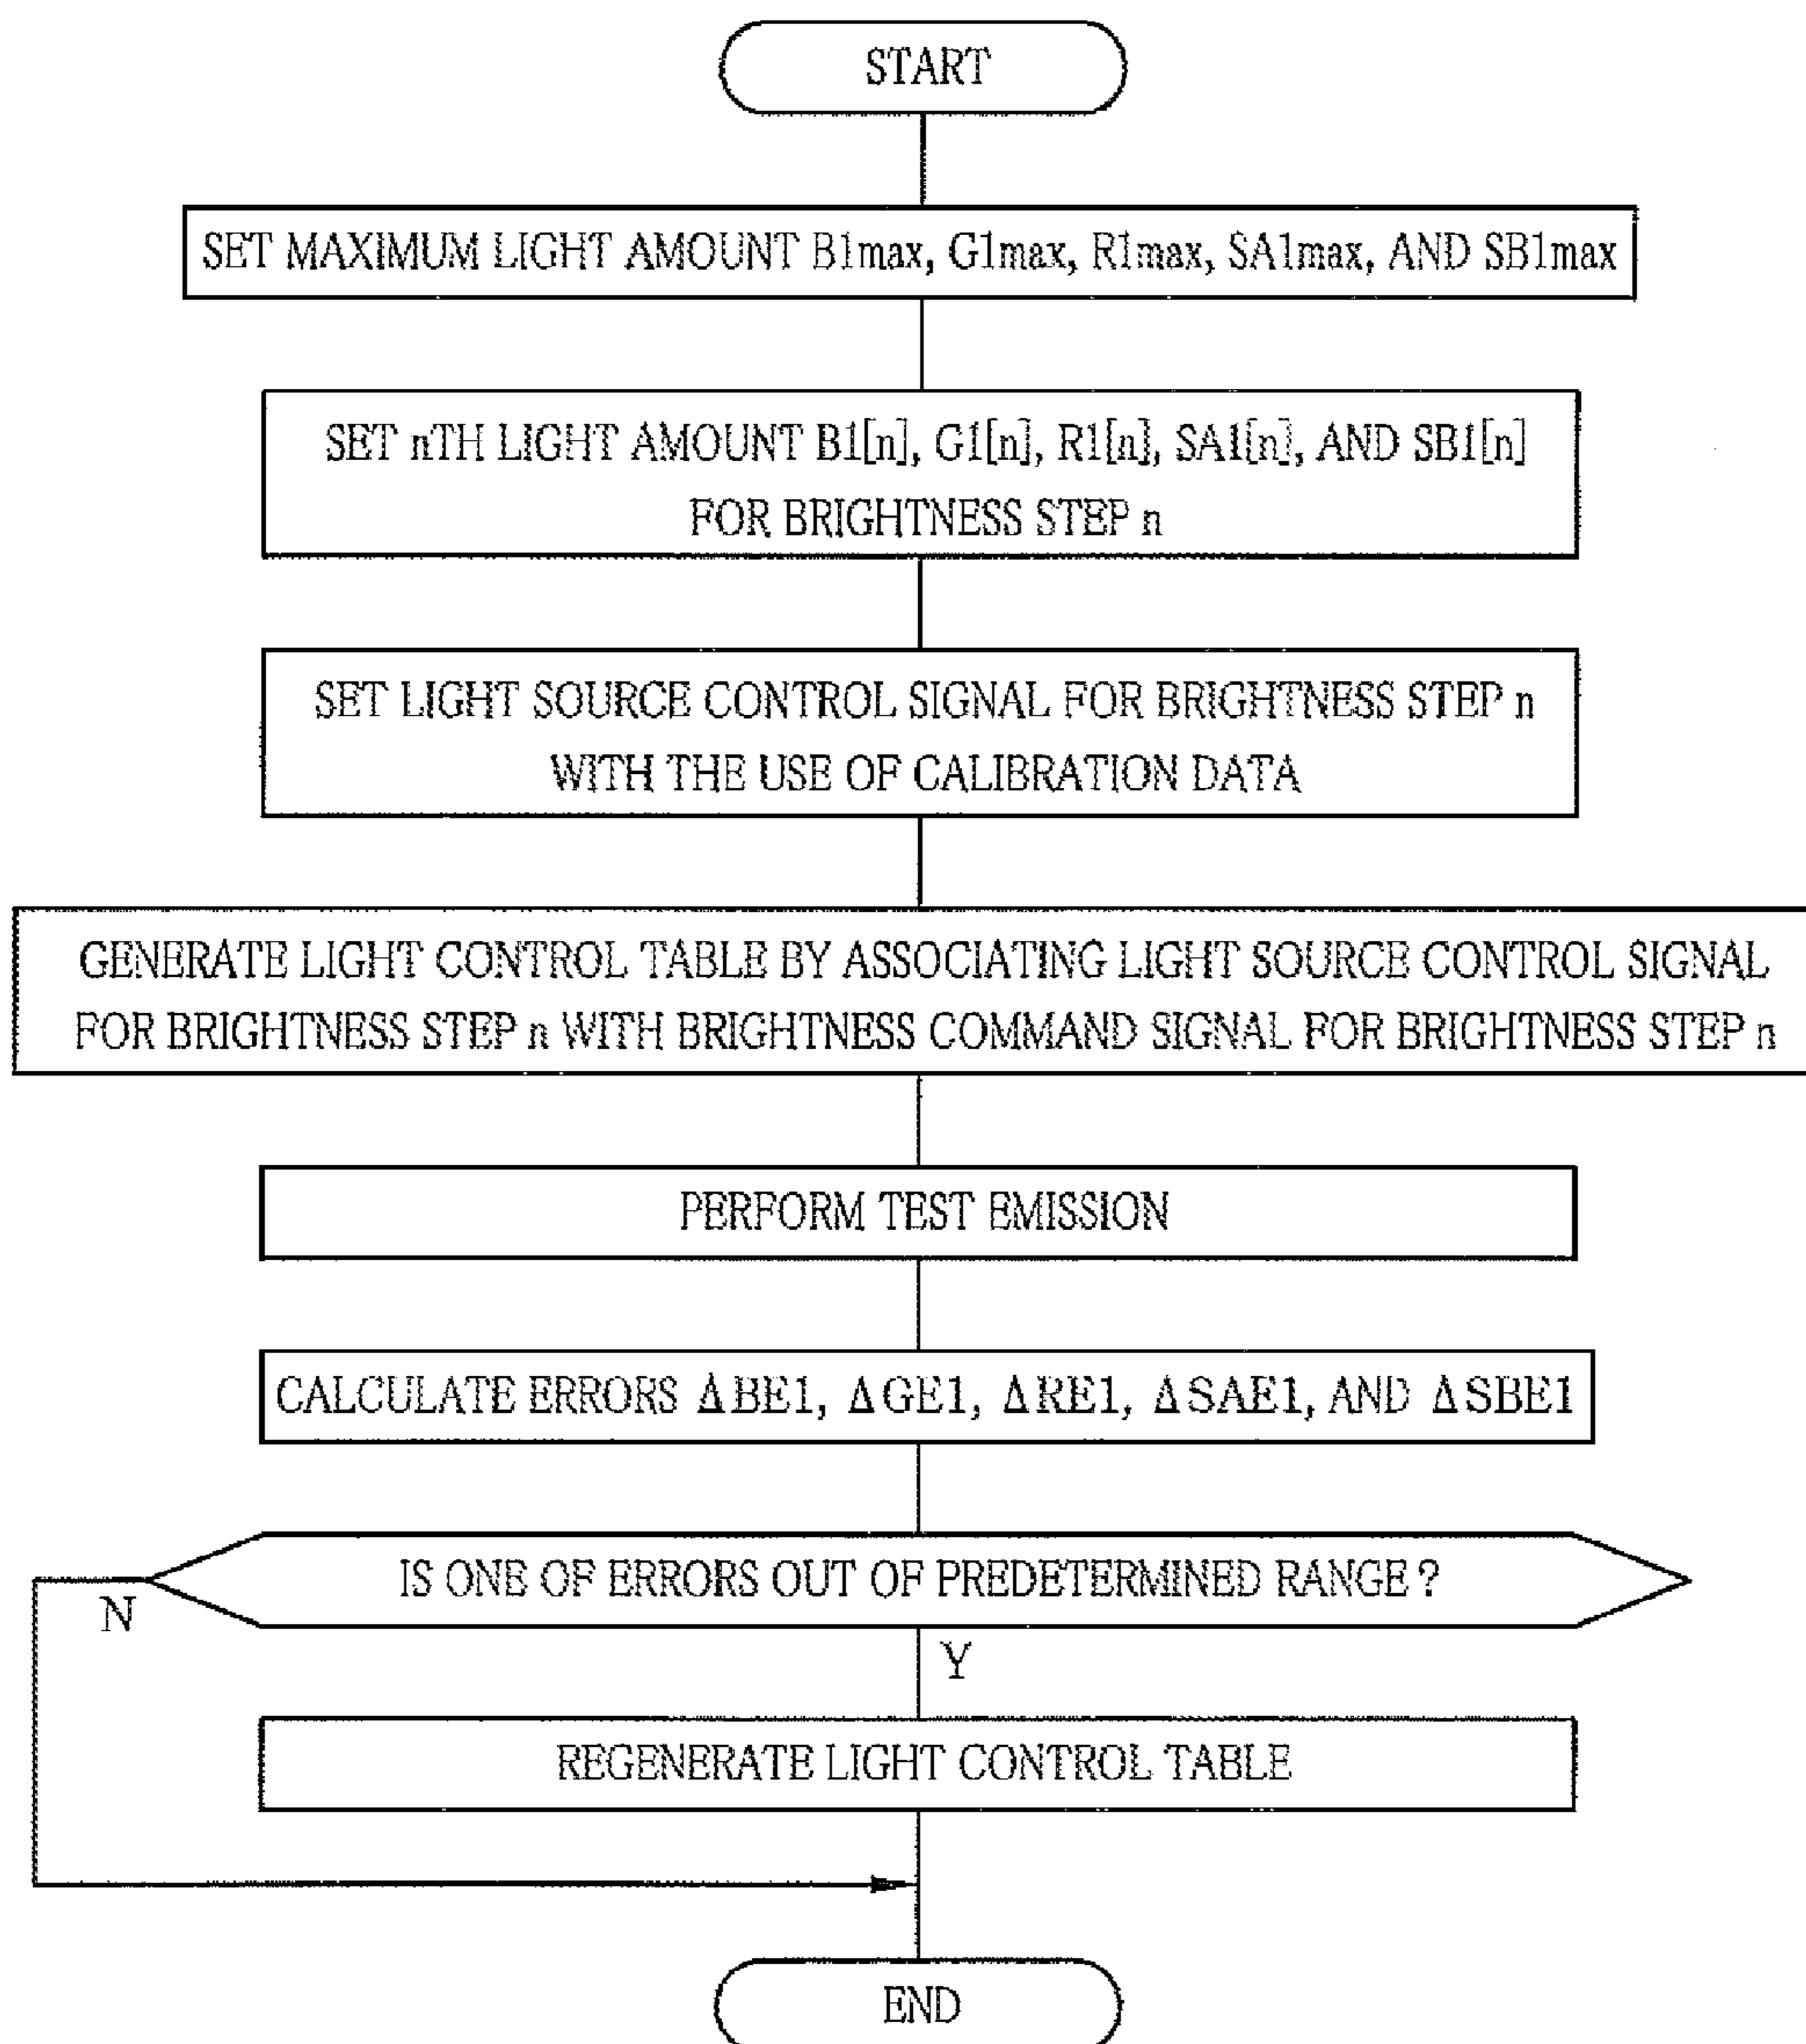 START
SET MAXIMUM LIGHT AMOUNT B1max, G1max, R1max, SA1max, AND SB1max
SET nTH LIGHT AMOUNT B1[n], G1[n], R1[n], SA1[n], AND SB1[n]
FOR BRIGHTNESS STEP n
SET LIGHT SOURCE CONTROL SIGNAL FOR BRIGHTNESS STEP n
WITH THE USE OF CALIBRATION DATA
GENERATE LIGHT CONTROL TABLE BY ASSOCIATING LIGHT SOURCE CONTROL SIGNAL
FOR BRIGHTNESS STEP n WITH BRIGHTNESS COMMAND SIGNAL FOR BRIGHTNESS STEP n
PERFORM TEST EMISSION
CALCULATE ERRORS ΔBE1, ΔGE1, ΔRE1, ΔSAE1, AND ΔSBE1
IS ONE OF ERRORS OUT OF PREDETERMINED RANGE?
N
Y
REGENERATE LIGHT CONTROL TABLE
END